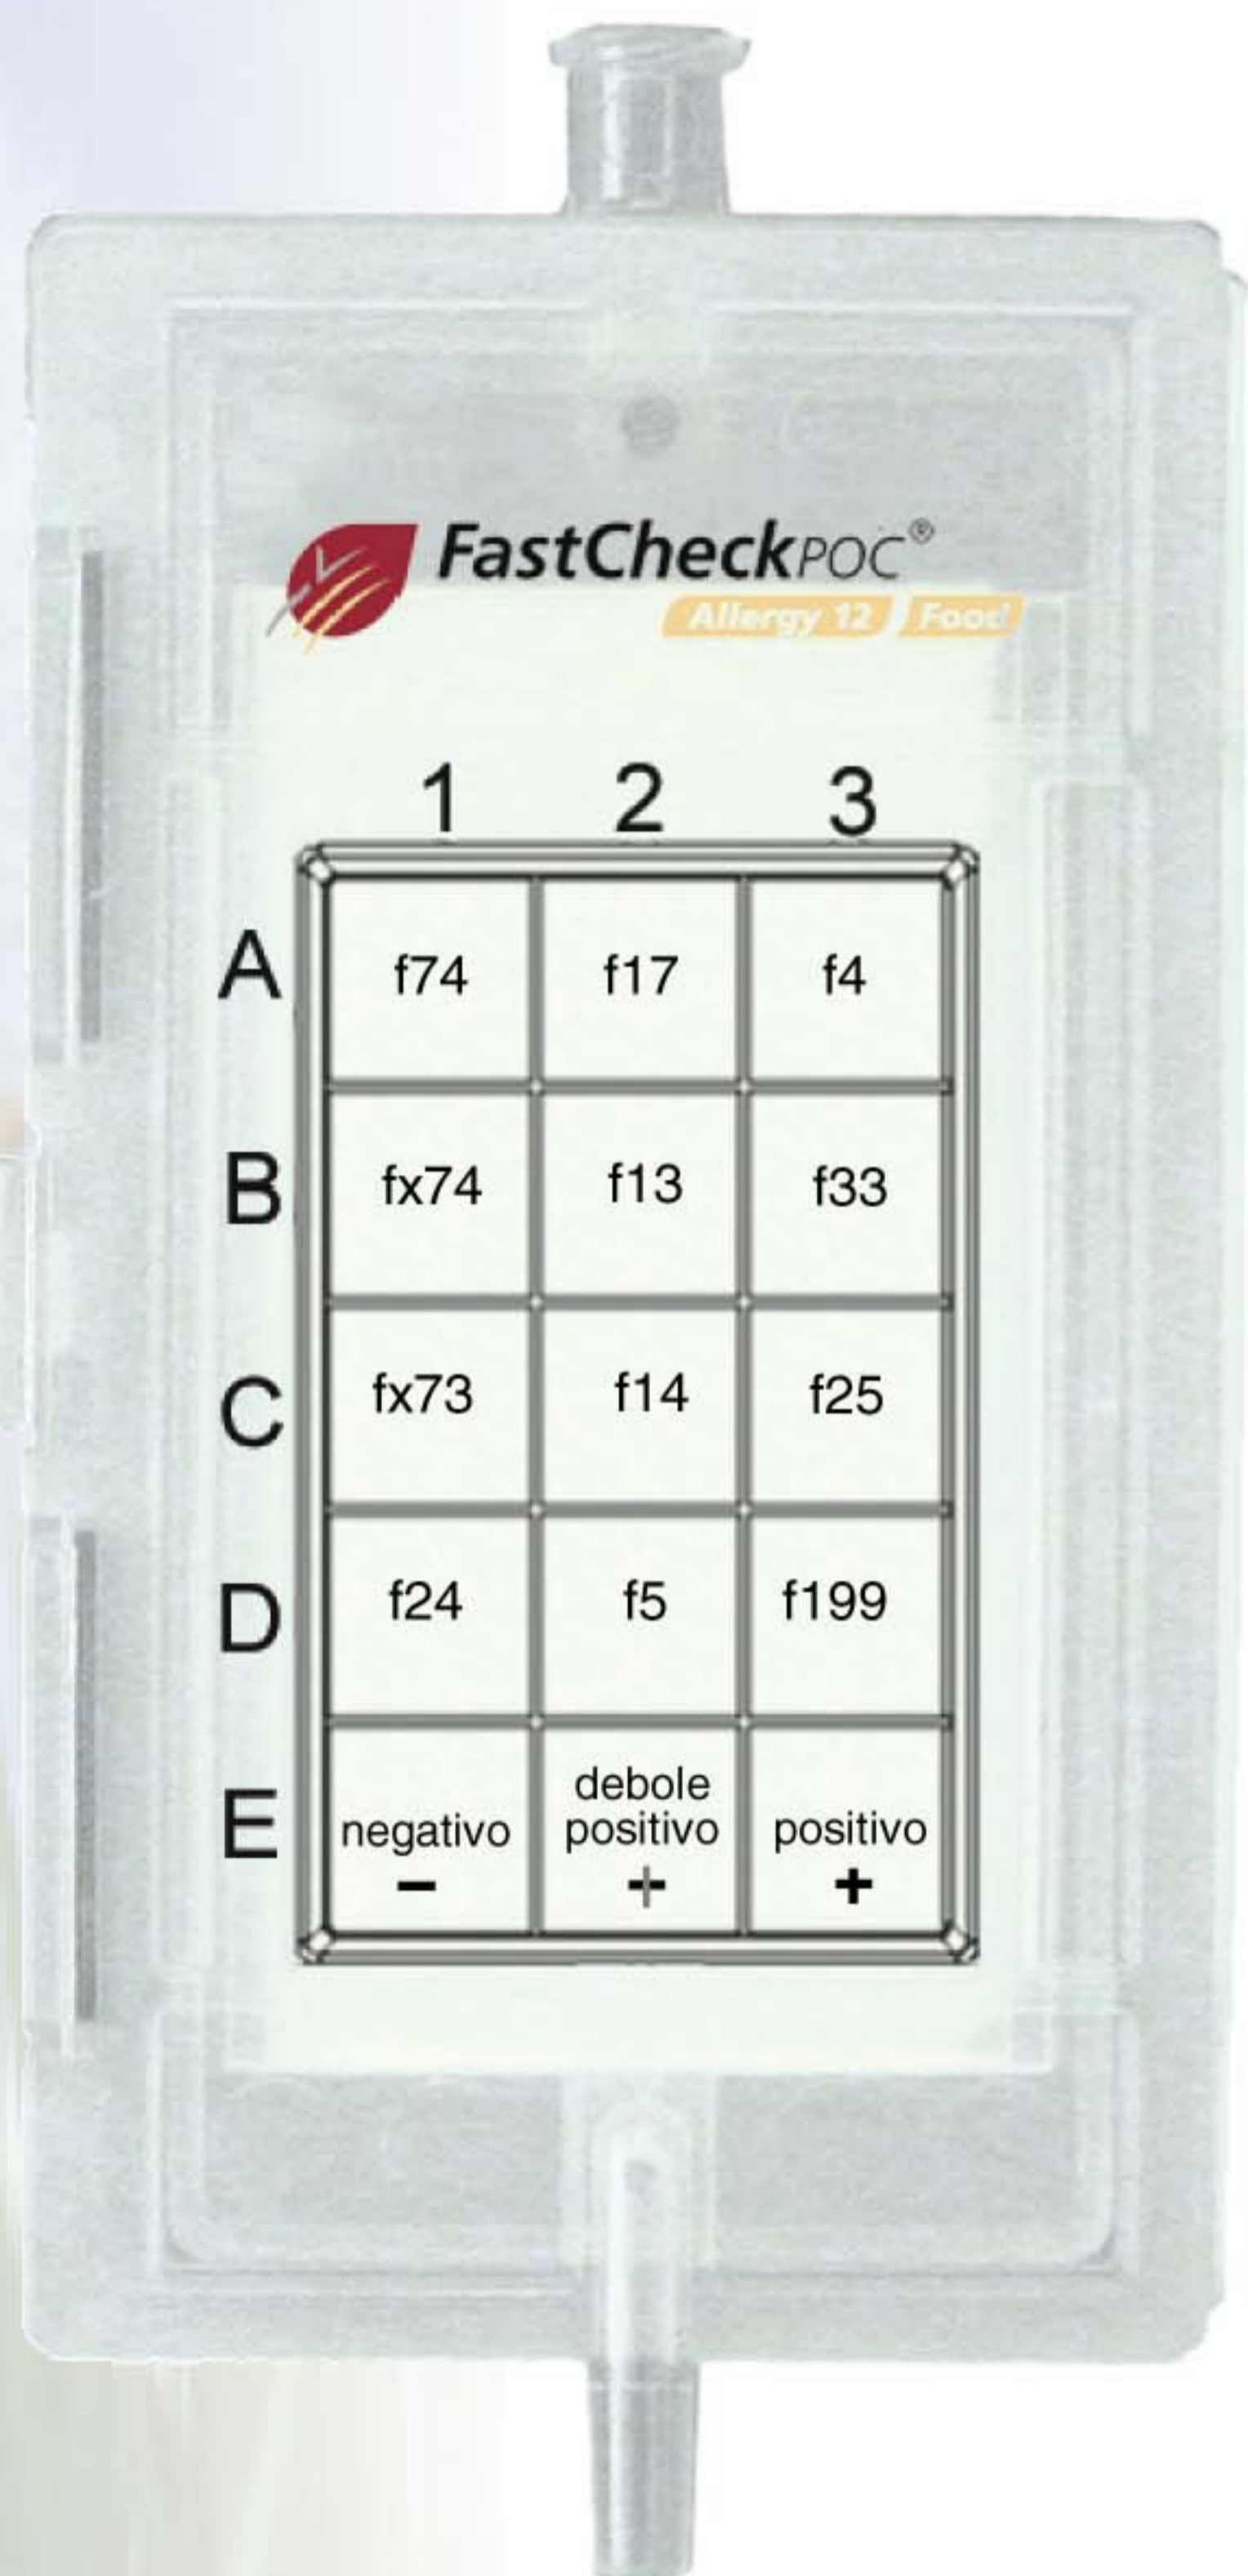 FastCheckPOC®
Allergy 12 Food
1 2 3
A f74 f17 f4
B fx74 f13 f33
C fx73 f14 f25
D f24 f5 f199
E negativo debole positivo positivo
− + +